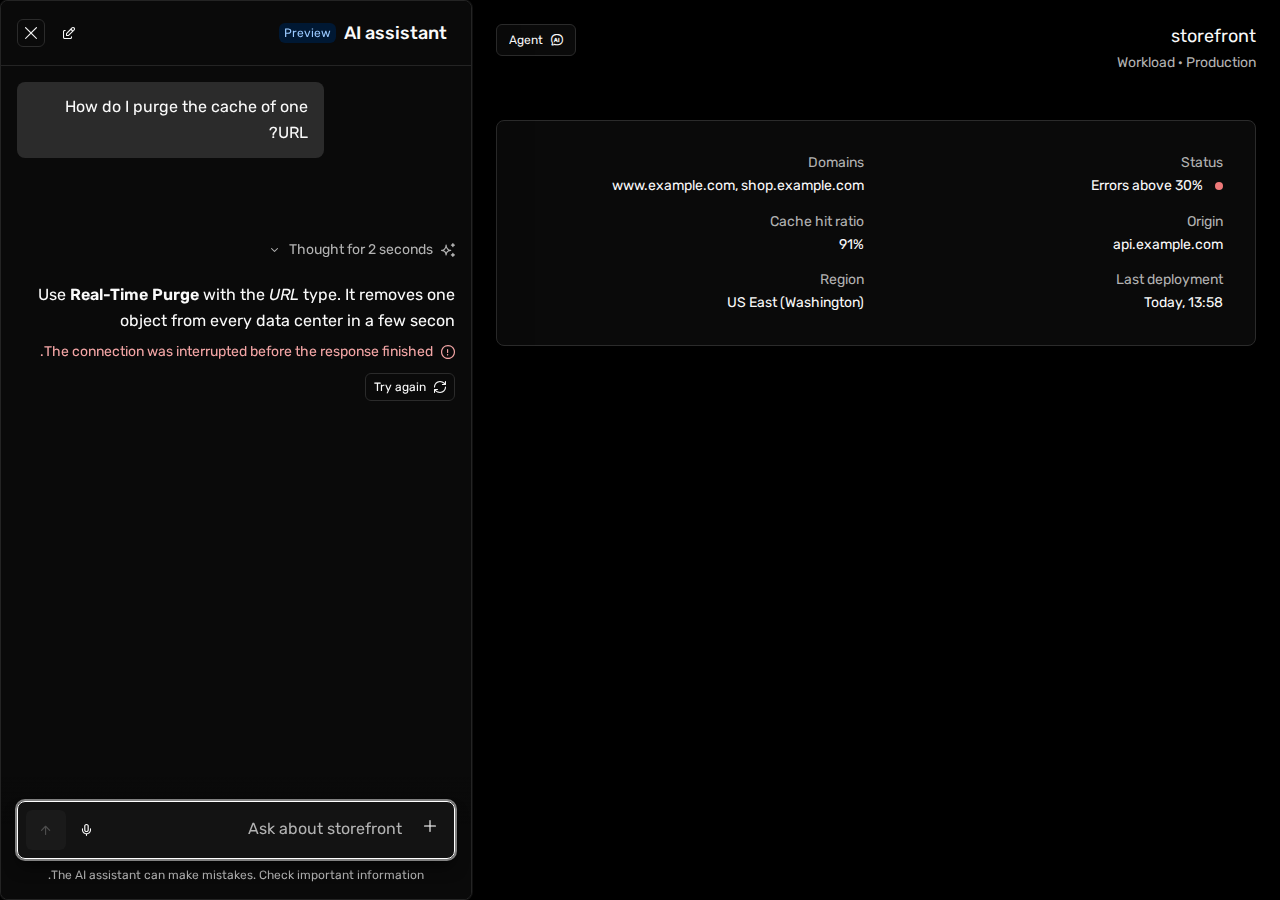 AI assistant
Preview
How do I purge the cache of one
?URL
Thought for 2 seconds
Use Real-Time Purge with the URL type. It removes one
object from every data center in a few secon
.The connection was interrupted before the response finished
Try again
Ask about storefront
.The AI assistant can make mistakes. Check important information
storefront
Workload • Production
Agent
Status
Errors above 30%
Domains
www.example.com, shop.example.com
Origin
api.example.com
Cache hit ratio
91%
Last deployment
Today, 13:58
Region
US East (Washington)